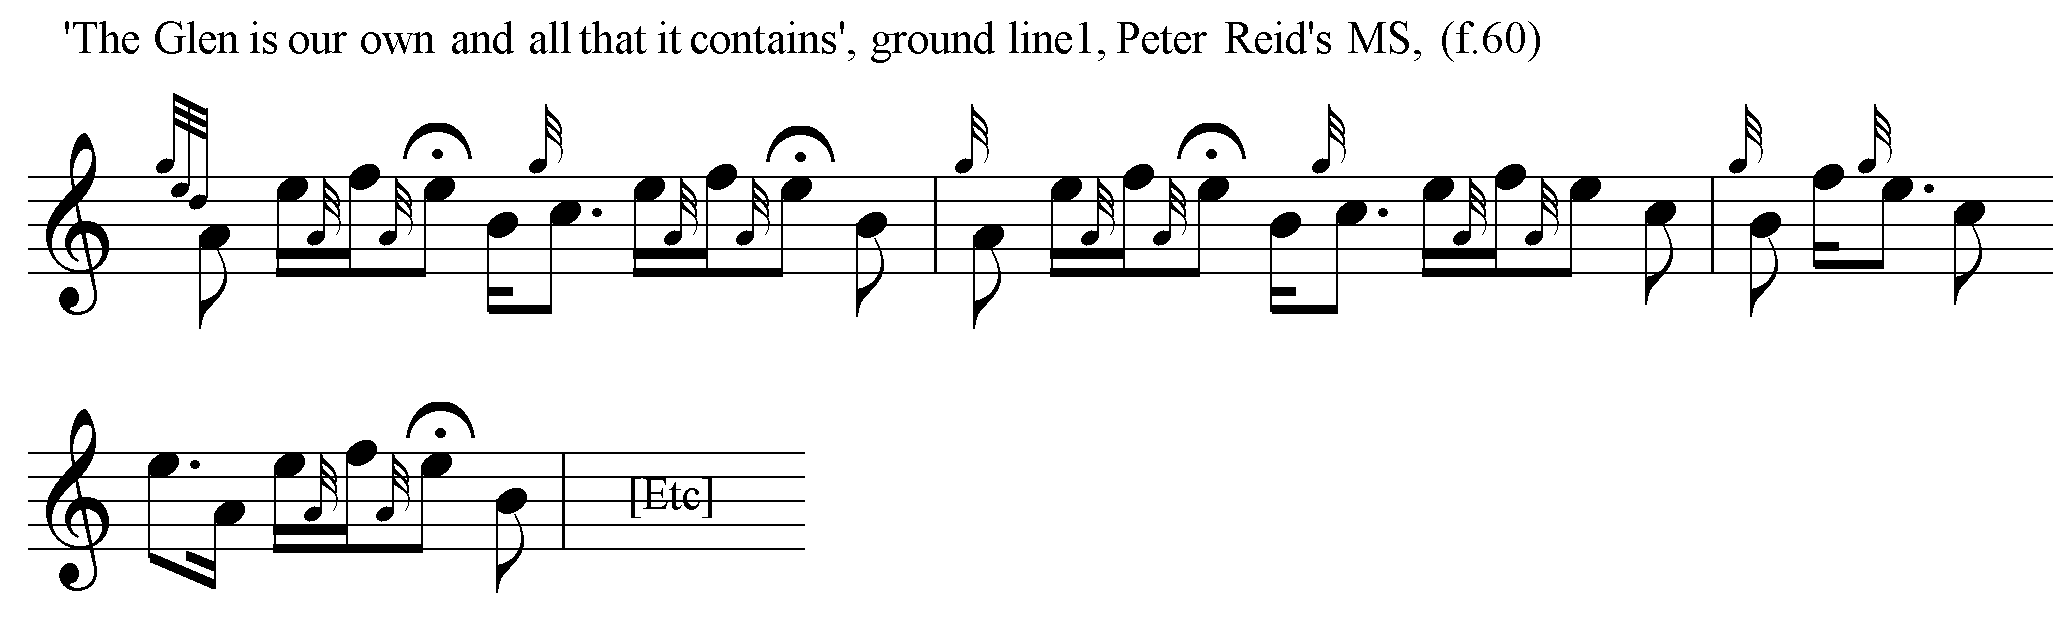 'The Glen is our own and all that it contains', ground line1, Peter Reid's MS, (f.60)
[Etc]